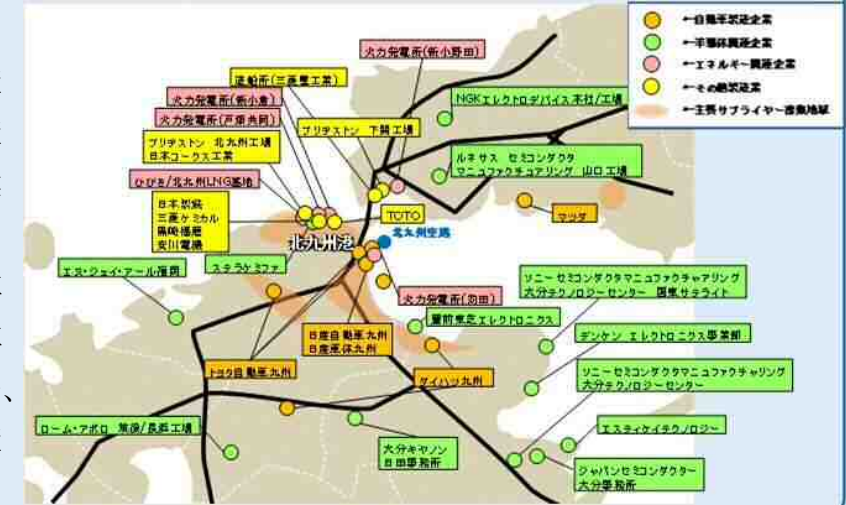 ←自動車製造企業
←半導体関連企業
←エネルギー関連企業
←その他製造業
←主要サプライヤー密集地域
火力発電所(新小野田)
造船所(三菱重工業)
火力発電所(新小倉)
火力発電所(戸畑共同)
ブリヂストン 下関工場
ブリヂストン 北九州工場
日本コークス工業
ひびき/北九州LNG基地
日本製鉄
三菱ケミカル
黒崎播磨
安川電機
NGKエレクトロデバイス本社/工場
ルネサス セミコンダクタ
マニュファクチュアリング 山口工場
マツダ
TOTO
北九州空港
北九州港
ステラケミファ
エヌ・ジェイ・アール福岡
火力発電所(苅田)
豊前東芝エレクトロニクス
日産自動車九州
日産車体九州
トヨタ自動車九州
ダイハツ九州
ソニーセミコンダクタマニュファクチャアリング
大分テクノロジーセンター 国東サテライト
デンケン エレクトロニクス事業部
ソニーセミコンダクタマニュファクチャリング
大分テクノロジーセンター
エスティケイテクノロジー
ジャパンセミコンダクター
大分事務所
大分キヤノン
日田事務所
ローム・アポロ 筑後/長浜工場
、